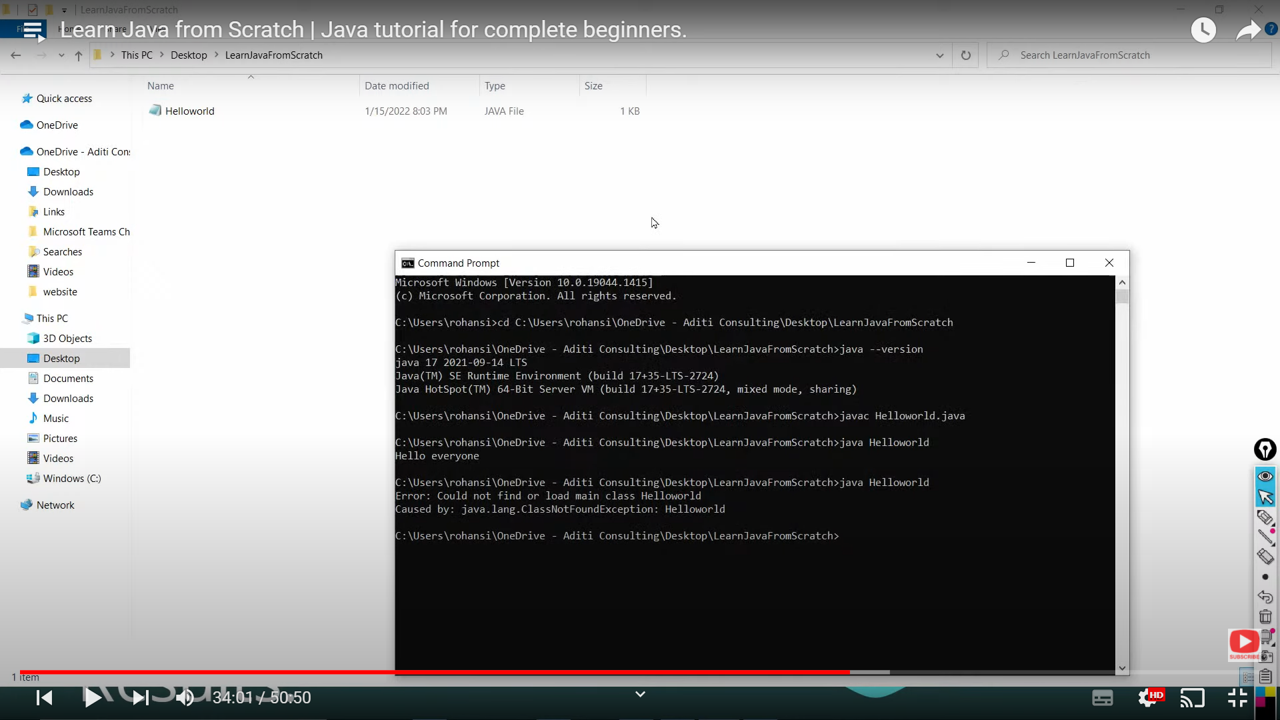 LearnJavaFromScratch
Learn Java from Scratch | Java tutorial for complete beginners.
This PC
Desktop
LearnJavaFromScratch
Search LearnJavaFromScratch
Name
Date modified
Type
Size
Helloworld
1/15/2022 8:03 PM
JAVA File
1 KB
Quick access
OneDrive
OneDrive - Aditi Cons
Desktop
Downloads
Links
Microsoft Teams Ch
Searches
Videos
website
This PC
3D Objects
Desktop
Documents
Downloads
Music
Pictures
Videos
Windows (C:)
Network
1 item
Command Prompt
Microsoft Windows [Version 10.0.19044.1415]
(c) Microsoft Corporation. All rights reserved.
C:\Users\rohansi>cd C:\Users\rohansi\OneDrive - Aditi Consulting\Desktop\LearnJavaFromScratch
C:\Users\rohansi\OneDrive - Aditi Consulting\Desktop\LearnJavaFromScratch>java --version
java 17 2021-09-14 LTS
Java(TM) SE Runtime Environment (build 17+35-LTS-2724)
Java HotSpot(TM) 64-Bit Server VM (build 17+35-LTS-2724, mixed mode, sharing)
C:\Users\rohansi\OneDrive - Aditi Consulting\Desktop\LearnJavaFromScratch>javac Helloworld.java
C:\Users\rohansi\OneDrive - Aditi Consulting\Desktop\LearnJavaFromScratch>java Helloworld
Hello everyone
C:\Users\rohansi\OneDrive - Aditi Consulting\Desktop\LearnJavaFromScratch>java Helloworld
Error: Could not find or load main class Helloworld
Caused by: java.lang.ClassNotFoundException: Helloworld
C:\Users\rohansi\OneDrive - Aditi Consulting\Desktop\LearnJavaFromScratch>
SUBSCRIBE
34:01 / 50:50
HD